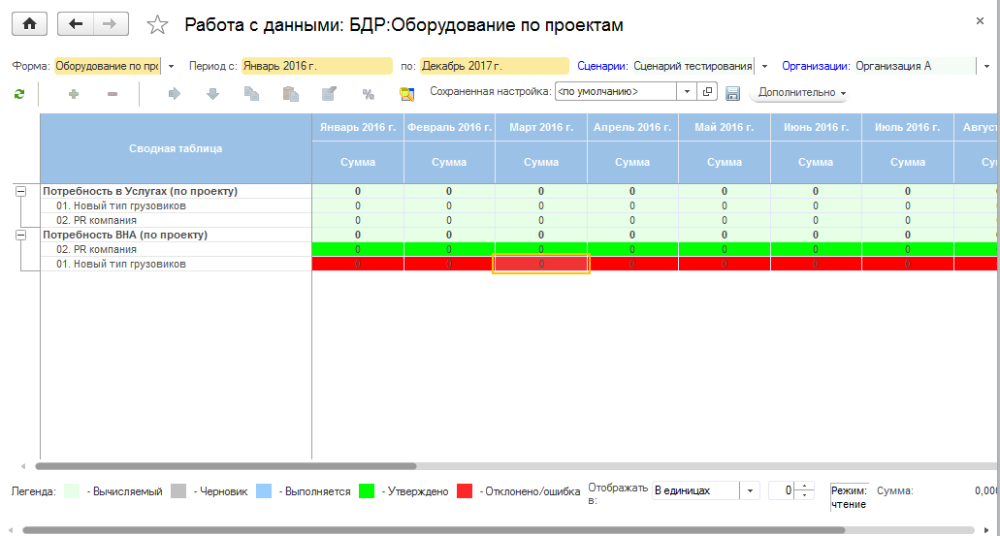 Работа с данными: БДР:Оборудование по проектам
Форма: Оборудование по про Период с: Январь 2016 г. по: Декабрь 2017 г. Сценарии: Сценарий тестирования Организации: Организация А
Сохраненная настройка: <по умолчанию> Дополнительно
Сводная таблица
Январь 2016 г. Февраль 2016 г. Март 2016 г. Апрель 2016 г. Май 2016 г. Июнь 2016 г. Июль 2016 г. Август
Сумма Сумма Сумма Сумма Сумма Сумма Сумма Су
Потребность в Услугах (по проекту) 0 0 0 0 0 0 0
01. Новый тип грузовиков 0 0 0 0 0 0 0
02. PR компания 0 0 0 0 0 0 0
Потребность ВНА (по проекту) 0 0 0 0 0 0 0
02. PR компания 0 0 0 0 0 0 0
01. Новый тип грузовиков 0 0 0 0 0 0 0
Легенда: - Вычисляемый - Черновик - Выполняется - Утверждено - Отклонено/ошибка Отображать в: В единицах 0 Режим: чтение Сумма: 0,000